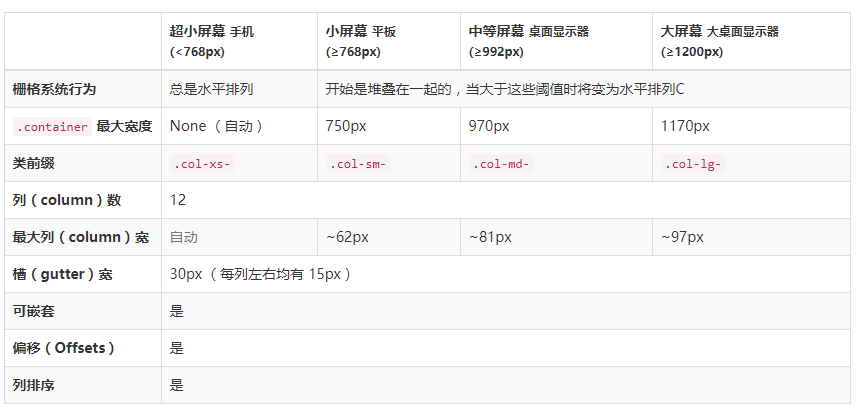 超小屏幕 手机 小屏幕 平板 中等屏幕 桌面显示器 大屏幕 大桌面显示器
(<768px) (≥768px) (≥992px) (≥1200px)
栅格系统行为 总是水平排列 开始是堆叠在一起的，当大于这些阈值时将变为水平排列C
.container 最大宽度 None （自动） 750px 970px 1170px
类前缀 .col-xs- .col-sm- .col-md- .col-lg-
列（column）数 12
最大列（column）宽 自动 ~62px ~81px ~97px
槽（gutter）宽 30px （每列左右均有 15px）
可嵌套 是
偏移（Offsets） 是
列排序 是